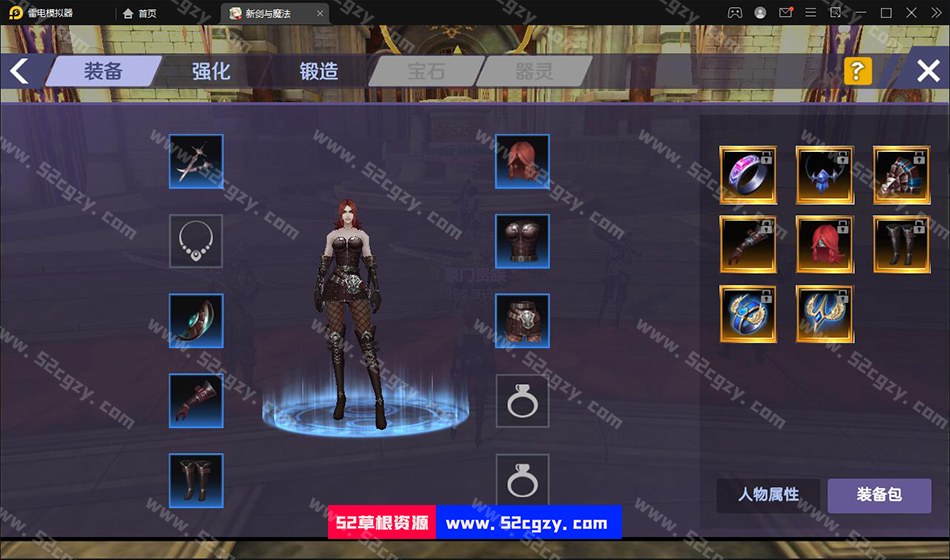 雷电模拟器 首页 新剑与魔法
装备 强化 锻造 宝石 器灵 ?
www.52cgzy.com
人物属性 装备包
52草根资源 www.52cgzy.com